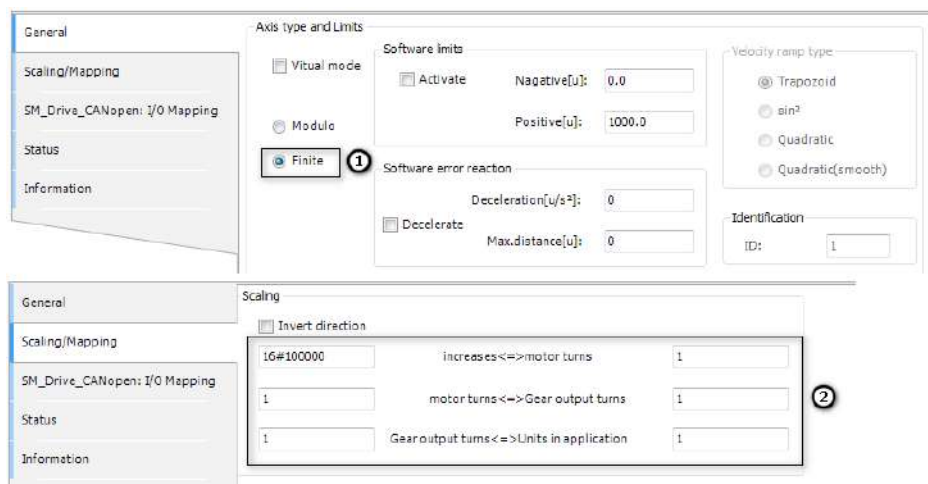 General
Scaling/Mapping
SM_Drive_CANopen: I/O Mapping
Status
Information
Axis type and Limits
Vitual mode
Modulo
Finite
1
Software limits
Activate
Nagative[u]: 0.0
Positive[u]: 1000.0
Software error reaction
Deceleration[u/s²]: 0
Decelerate
Max.distance[u]: 0
Velocity ramp type
Trapozoid
sin²
Quadratic
Quadratic(smooth)
Identification
ID: 1
General
Scaling/Mapping
SM_Drive_CANopen: I/O Mapping
Status
Information
Scaling
Invert direction
16#100000 increases<=>motor turns 1
1 motor turns<=>Gear output turns 1
1 Gear output turns<=>Units in application 1
2